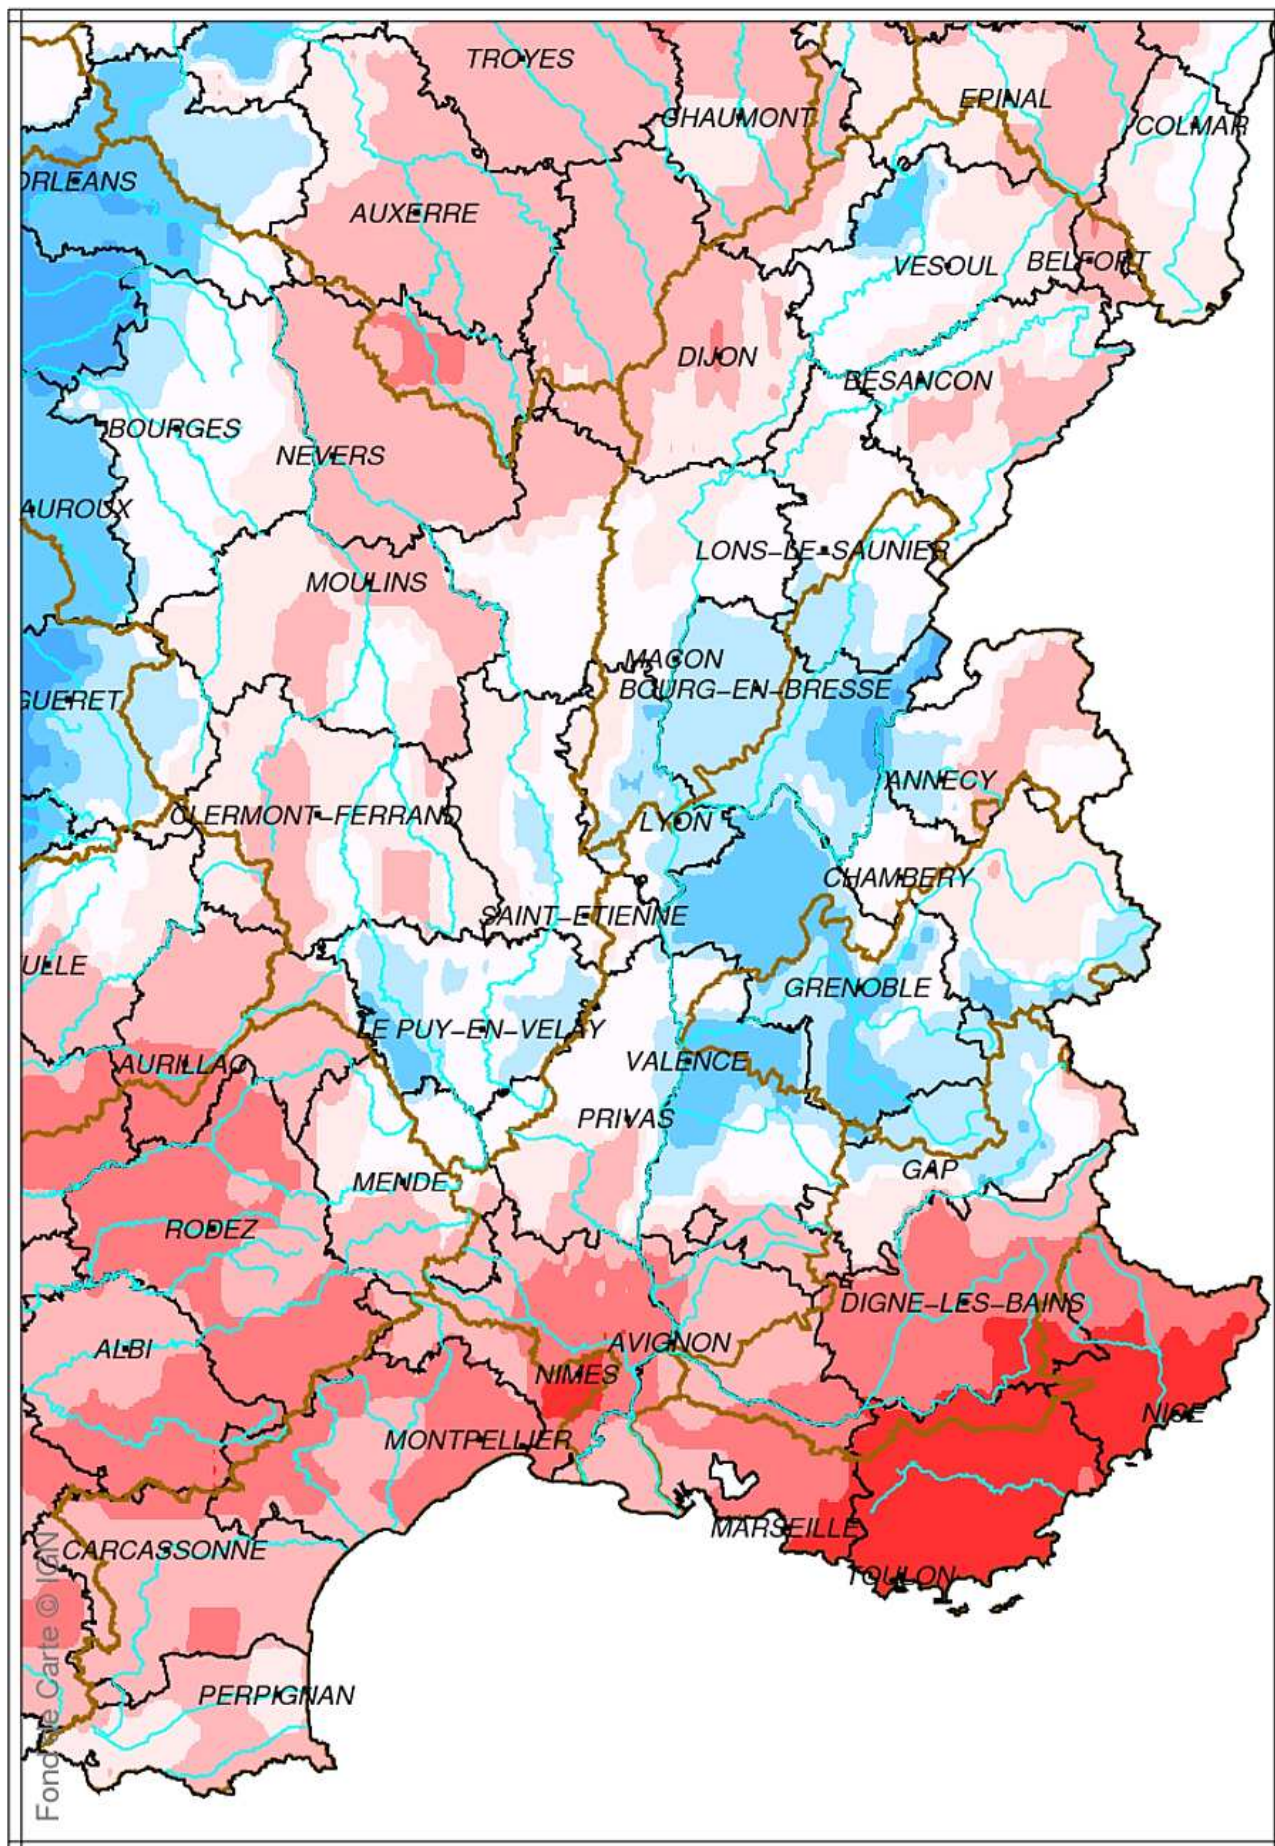 TROYES
EPINAL
CHAUMONT
COLMAR
ORLEANS
AUXERRE
VESOUL
BELFORT
DIJON
BESANCON
BOURGES
NEVERS
AUROUX
LONS-LE-SAUNIER
MOULINS
MACON
BOURG-EN-BRESSE
GUERET
ANNECY
CLERMONT-FERRAND
LYON
CHAMBERY
SAINT-ETIENNE
ULLE
GRENOBLE
LE PUY-EN-VELAY
AURILLAC
VALENCE
PRIVAS
GAP
MENDE
RODEZ
DIGNE-LES-BAINS
ALBI
AVIGNON
NIMES
NICE
MONTPELLIER
MARSEILLE
CARCASSONNE
TOULON
PERPIGNAN
Fond de Carte © IGN